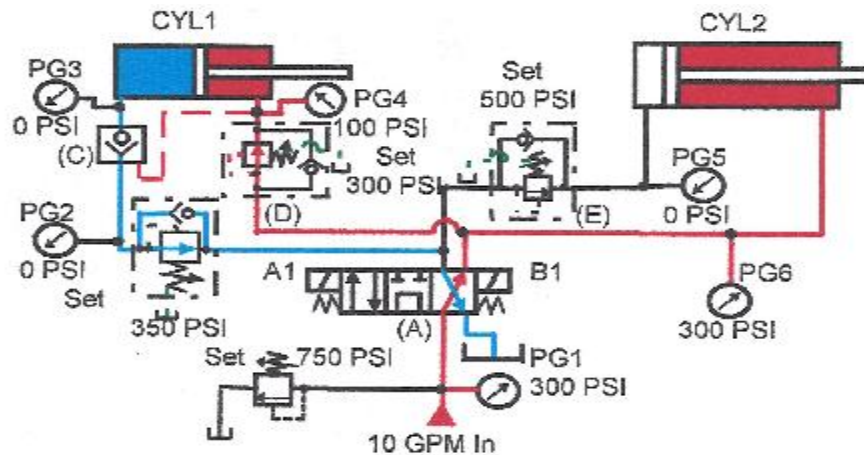 CYL1
CYL2
PG3
0 PSI
PG4
100 PSI
Set
500 PSI
(C)
Set
300 PSI
PG5
0 PSI
(D)
(E)
PG2
0 PSI
Set
350 PSI
A1
B1
(A)
PG6
300 PSI
Set
750 PSI
PG1
300 PSI
10 GPM In